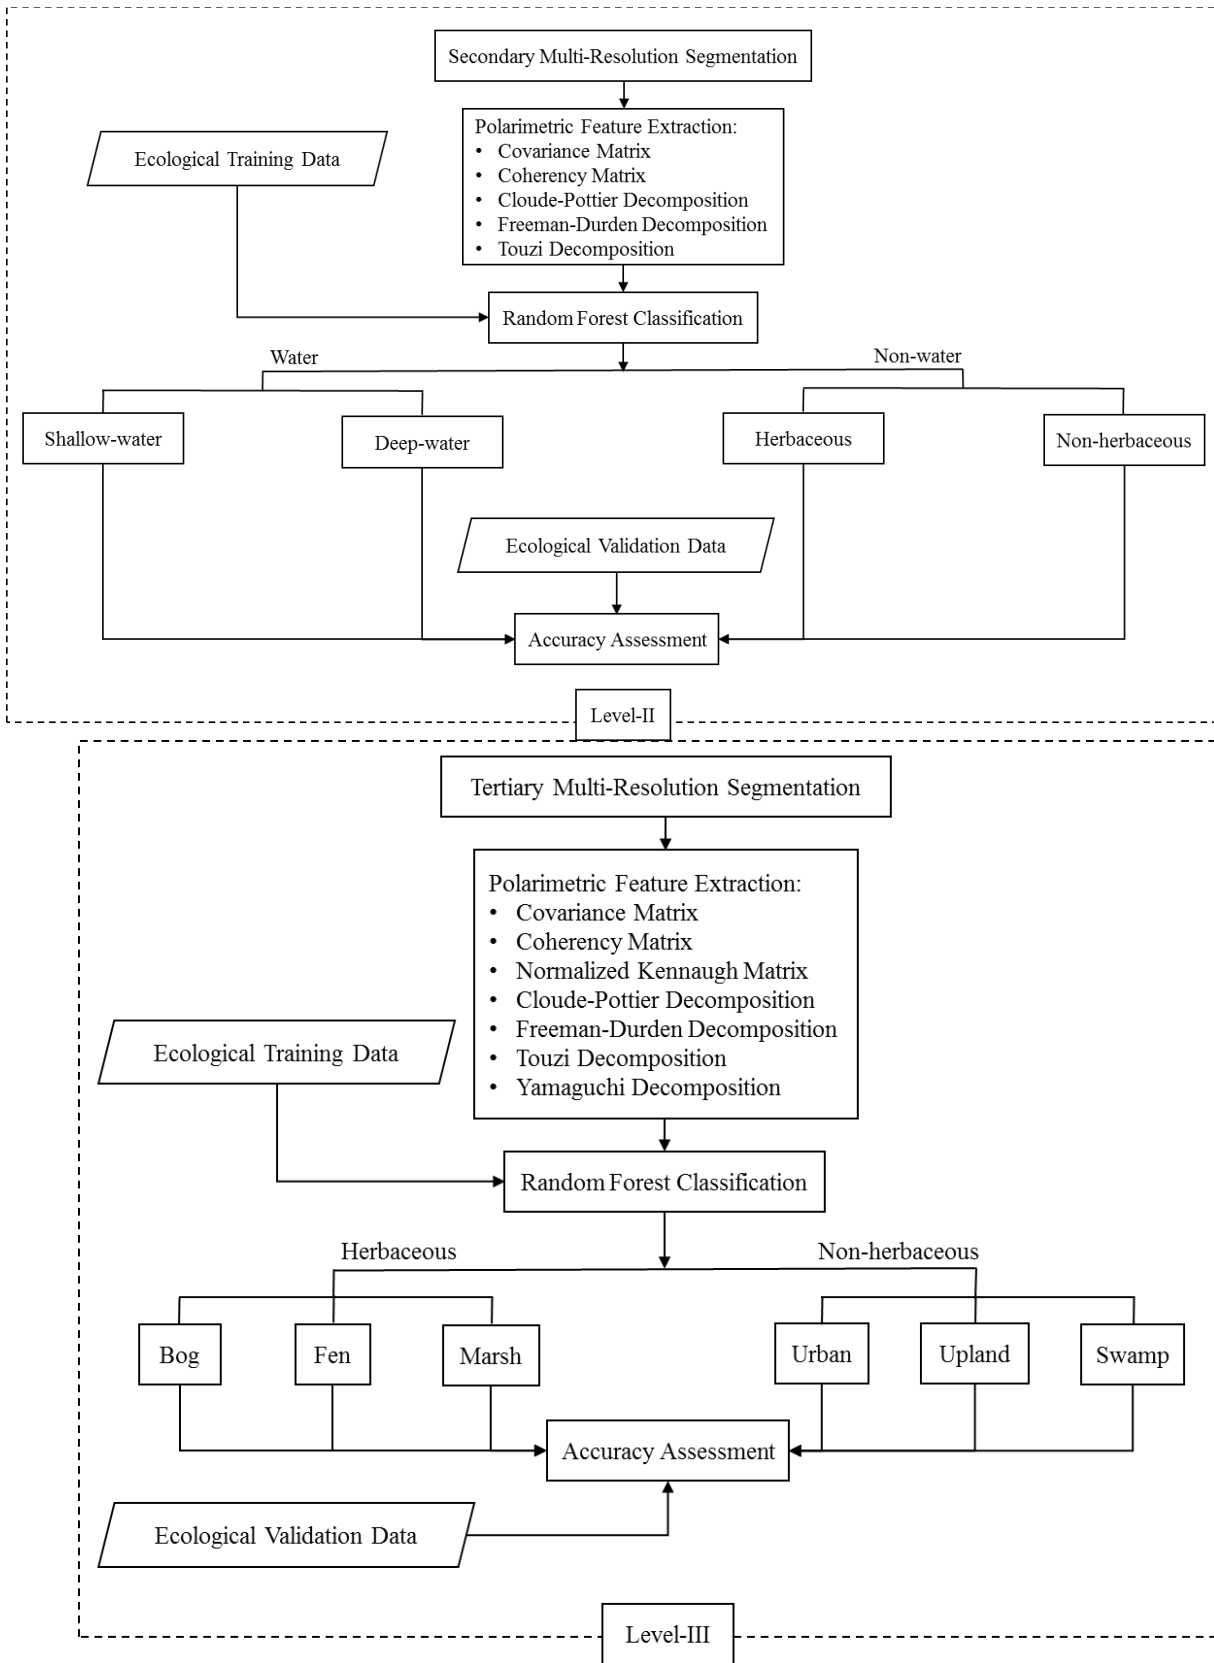 Secondary Multi-Resolution Segmentation
Polarimetric Feature Extraction:
• Covariance Matrix
• Coherency Matrix
• Cloude-Pottier Decomposition
• Freeman-Durden Decomposition
• Touzi Decomposition
Ecological Training Data
Random Forest Classification
Water
Non-water
Shallow-water
Deep-water
Herbaceous
Non-herbaceous
Ecological Validation Data
Accuracy Assessment
Level-II
Tertiary Multi-Resolution Segmentation
Polarimetric Feature Extraction:
• Covariance Matrix
• Coherency Matrix
• Normalized Kennaugh Matrix
• Cloude-Pottier Decomposition
• Freeman-Durden Decomposition
• Touzi Decomposition
• Yamaguchi Decomposition
Ecological Training Data
Random Forest Classification
Herbaceous
Non-herbaceous
Bog
Fen
Marsh
Urban
Upland
Swamp
Accuracy Assessment
Ecological Validation Data
Level-III